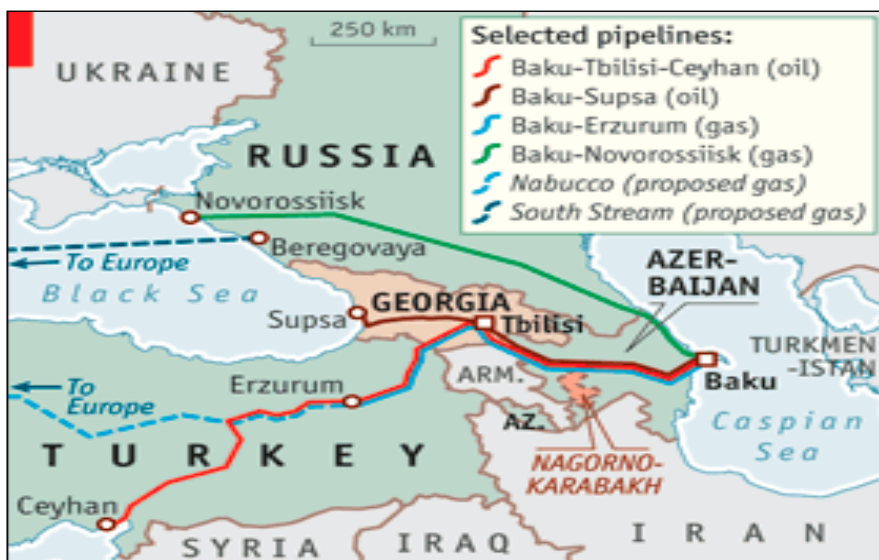 250 km
Selected pipelines:
Baku-Tbilisi-Ceyhan (oil)
Baku-Supsa (oil)
Baku-Erzurum (gas)
Baku-Novorossiisk (gas)
Nabucco (proposed gas)
South Stream (proposed gas)
UKRAINE
RUSSIA
Novorossiisk
Beregovaya
To Europe
Black Sea
AZER-
BAIJAN
GEORGIA
Supsa
Tbilisi
TURKMEN
-ISTAN
Baku
ARM.
Erzurum
To
Europe
AZ.
Caspian
Sea
TURKEY
NAGORNO-
KARABAKH
Ceyhan
SYRIA
IRAQ
IRAN